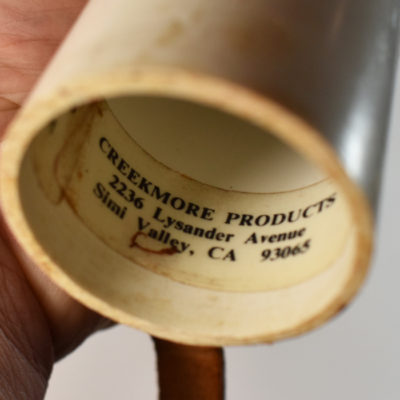 CREEKMORE PRODUCTS
2236 Lysander Avenue
Simi Valley, CA 93065